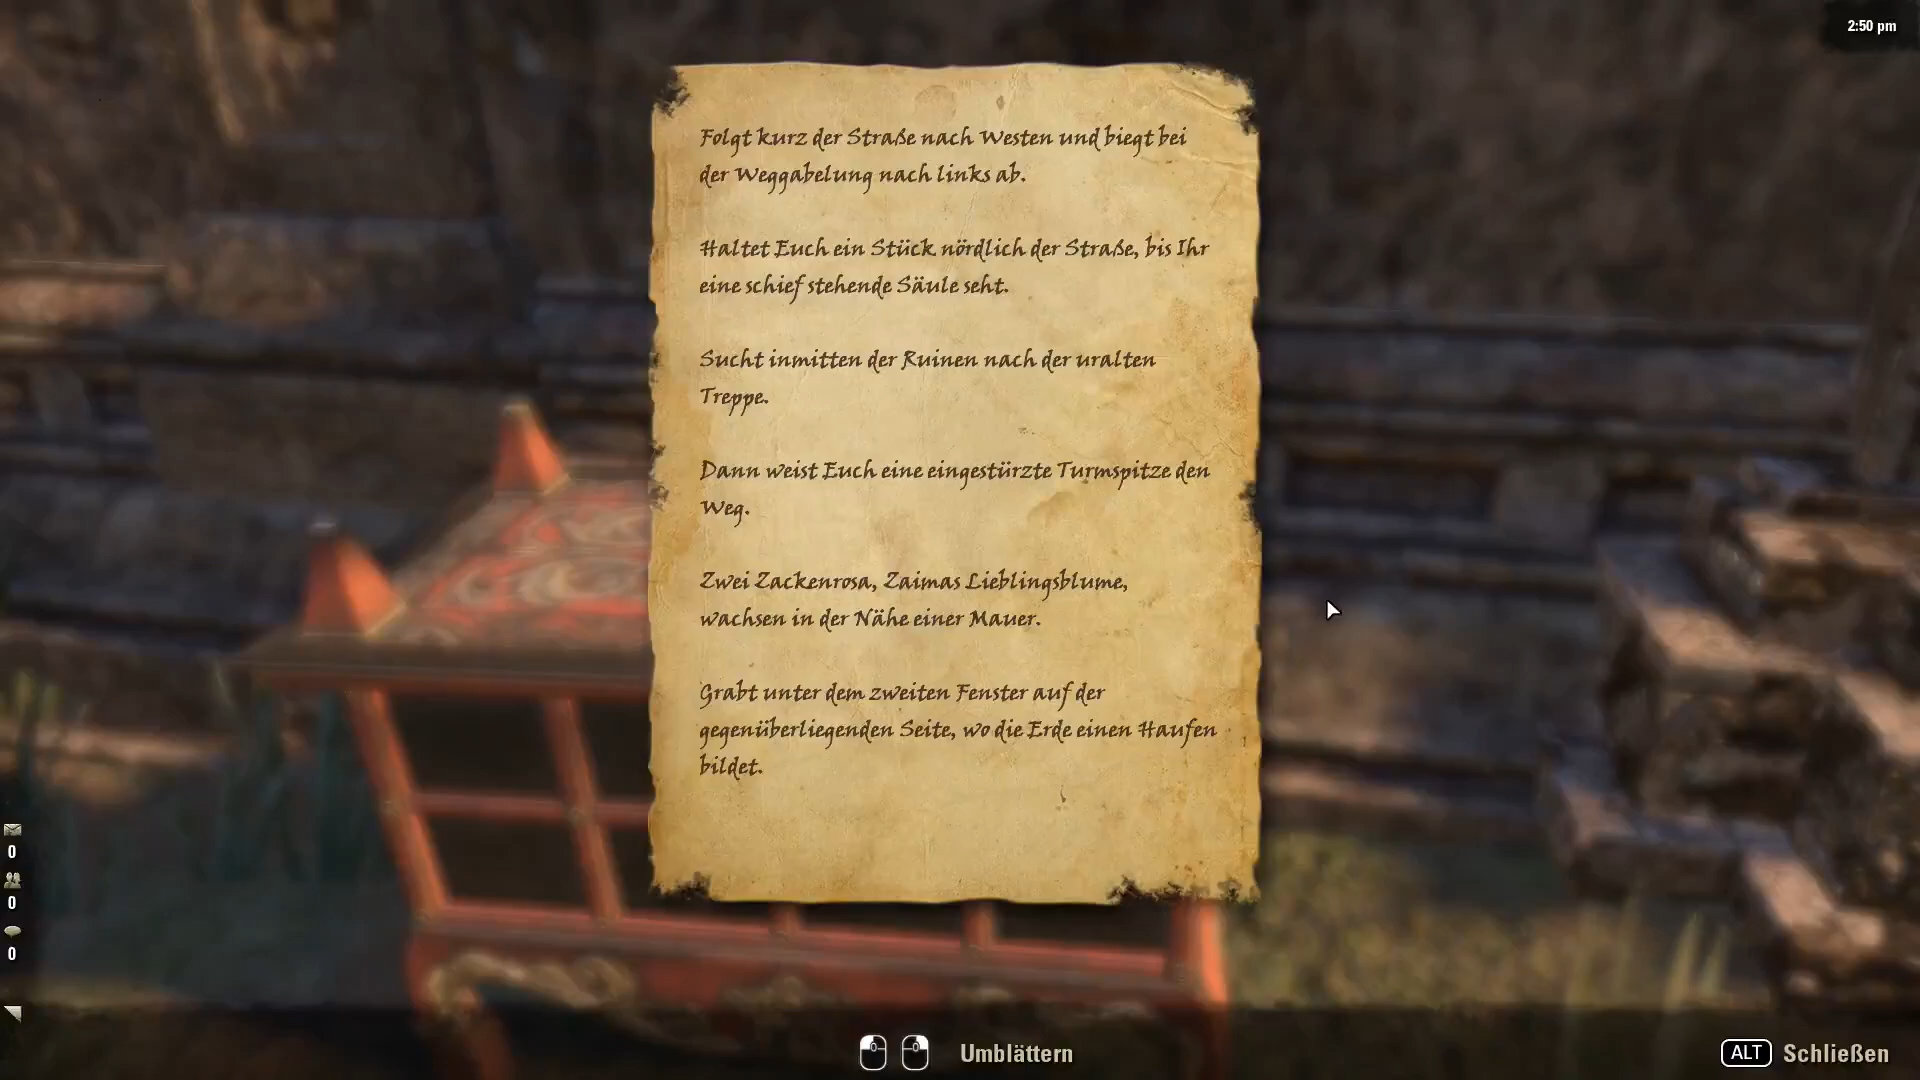 2:50 pm
Folgt kurz der Straße nach Westen und biegt bei
der Weggabelung nach links ab.
Haltet Euch ein Stück nördlich der Straße, bis Ihr
eine schief stehende Säule seht.
Sucht inmitten der Ruinen nach der uralten
Treppe.
Dann weist Euch eine eingestürzte Turmspitze den
Weg.
Zwei Zackenrosa, Zaimas Lieblingsblume,
wachsen in der Nähe einer Mauer.
Grabt unter dem zweiten Fenster auf der
gegenüberliegenden Seite, wo die Erde einen Haufen
bildet.
0
0
0
Umblättern
ALT Schließen